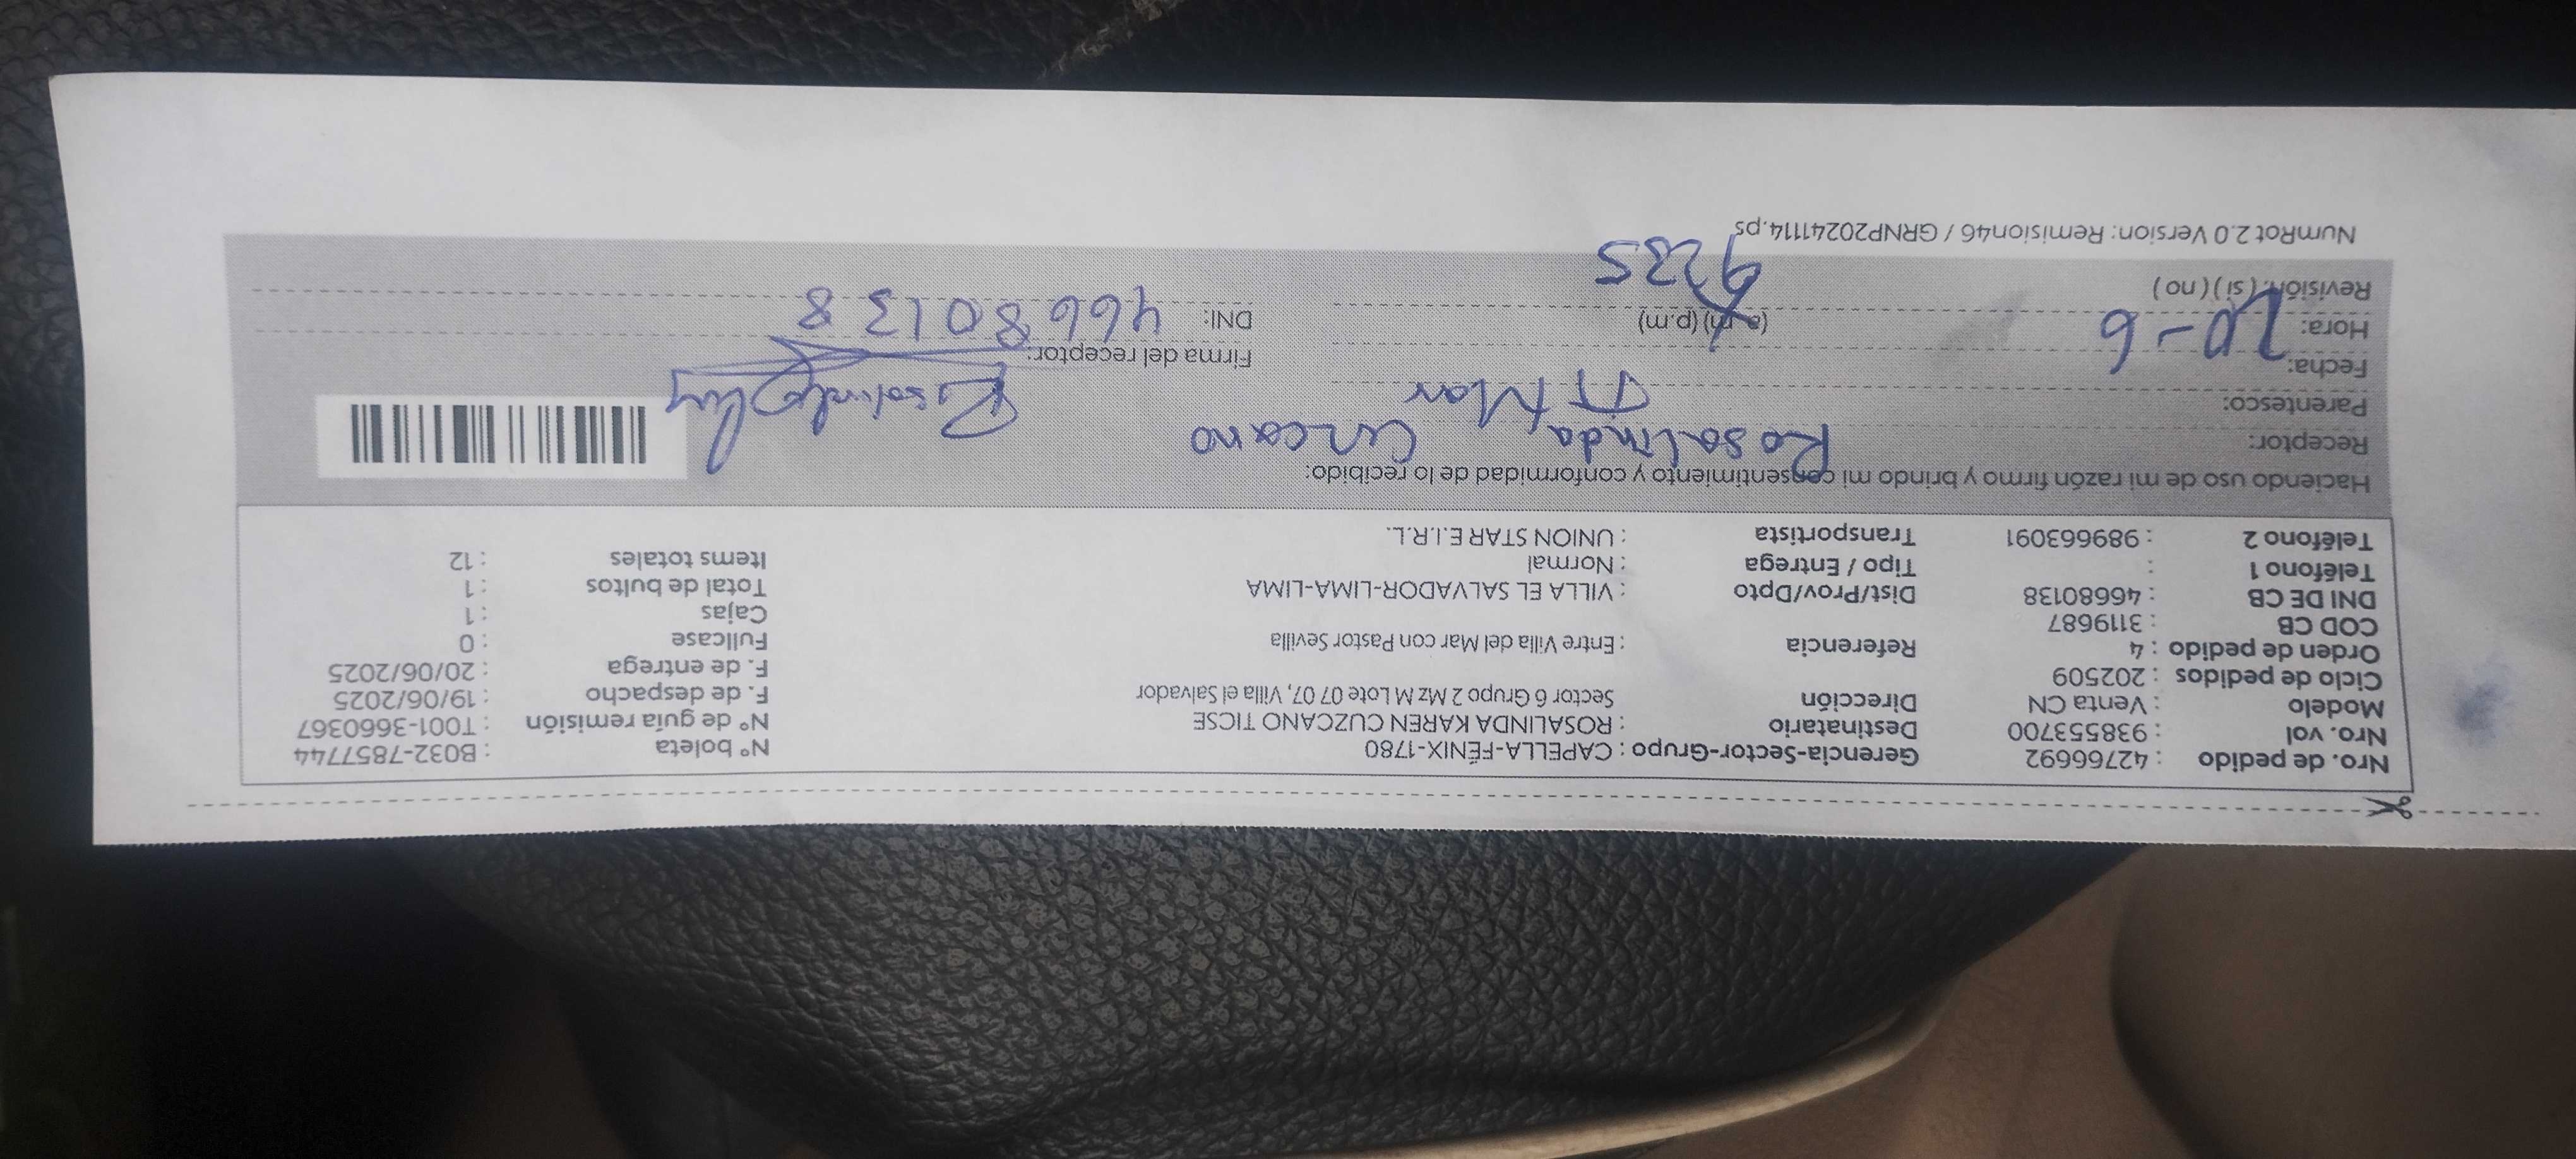 Nro. de pedido : 42766692 Gerencia-Sector-Grupo : CAPELLA-FÉNIX-1780 N° boleta : B032-7857744
Nro. vol : 938553700 Destinatario : ROSALINDA KAREN CUZCANO TICSE N° de guía remisión : T001-36660367
Modelo : Venta CN Dirección Sector 6 Grupo 2 Mz M Lote 07 07, Villa el Salvador F. de despacho : 19/06/2025
Ciclo de pedidos : 202509 F. de entrega : 20/06/2025
Orden de pedido : 4 Referencia : Entre Villa del Mar con Pastor Sevilla Fullcase : 0
COD CB : 3119687 Cajas : 1
DNI DE CB : 46680138 Dist/Prov/Dpto : VILLA EL SALVADOR-LIMA-LIMA Total de bultos : 1
Teléfono 1 : Tipo / Entrega : Normal Items totales : 12
Teléfono 2 : 989663091 Transportista : UNION STAR E.I.R.L.
Haciendo uso de mi razón firmo y brindo mi consentimiento y conformidad de lo recibido:
Receptor: Rosalinda Cuzcano
Parentesco:
Fecha: 20-6 Firma del receptor:
Hora: (a.m) (p.m) DNI: 46680138
Revisión: (si) (no) 9235
NumRot 2.0 Version: Remision46 / GRNP20241114.ps